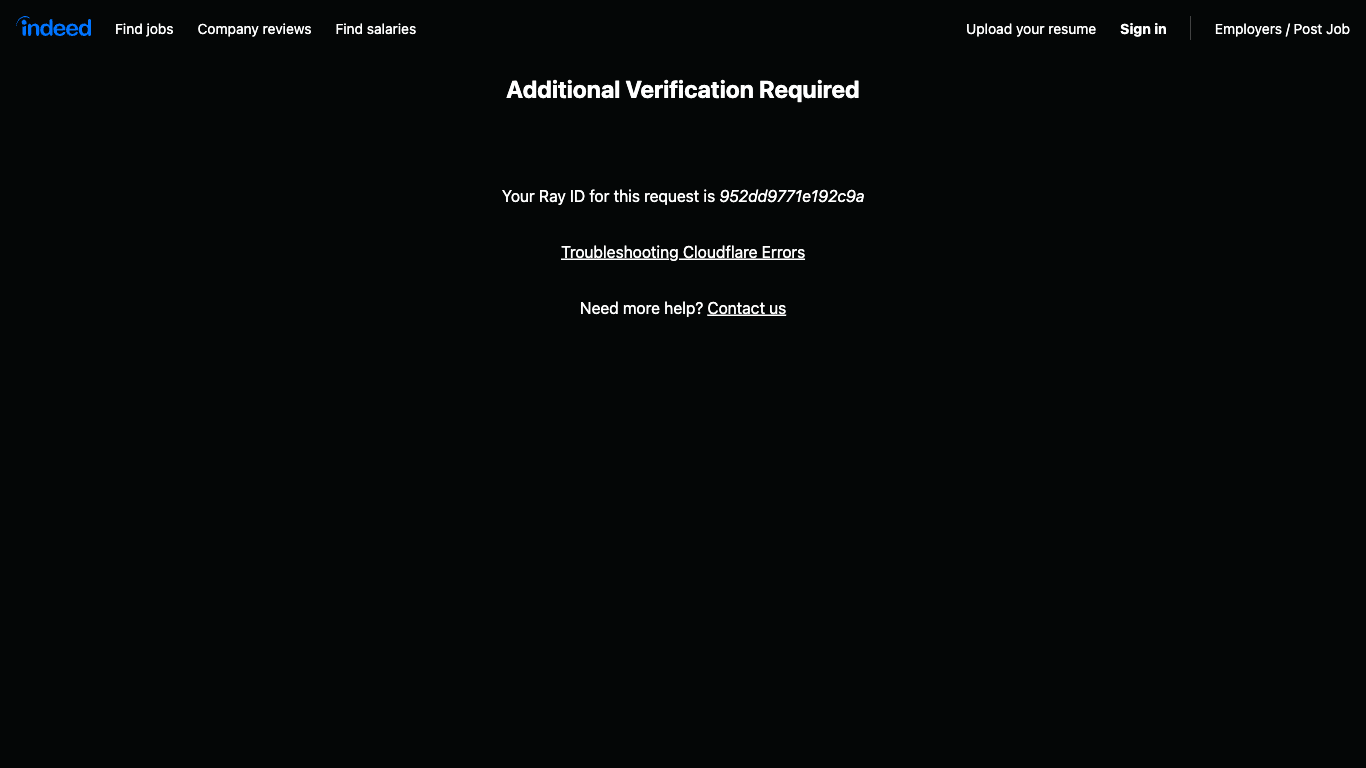 indeed Find jobs Company reviews Find salaries Upload your resume Sign in Employers / Post Job
Additional Verification Required
Your Ray ID for this request is 952dd9771e192c9a
Troubleshooting Cloudflare Errors
Need more help? Contact us